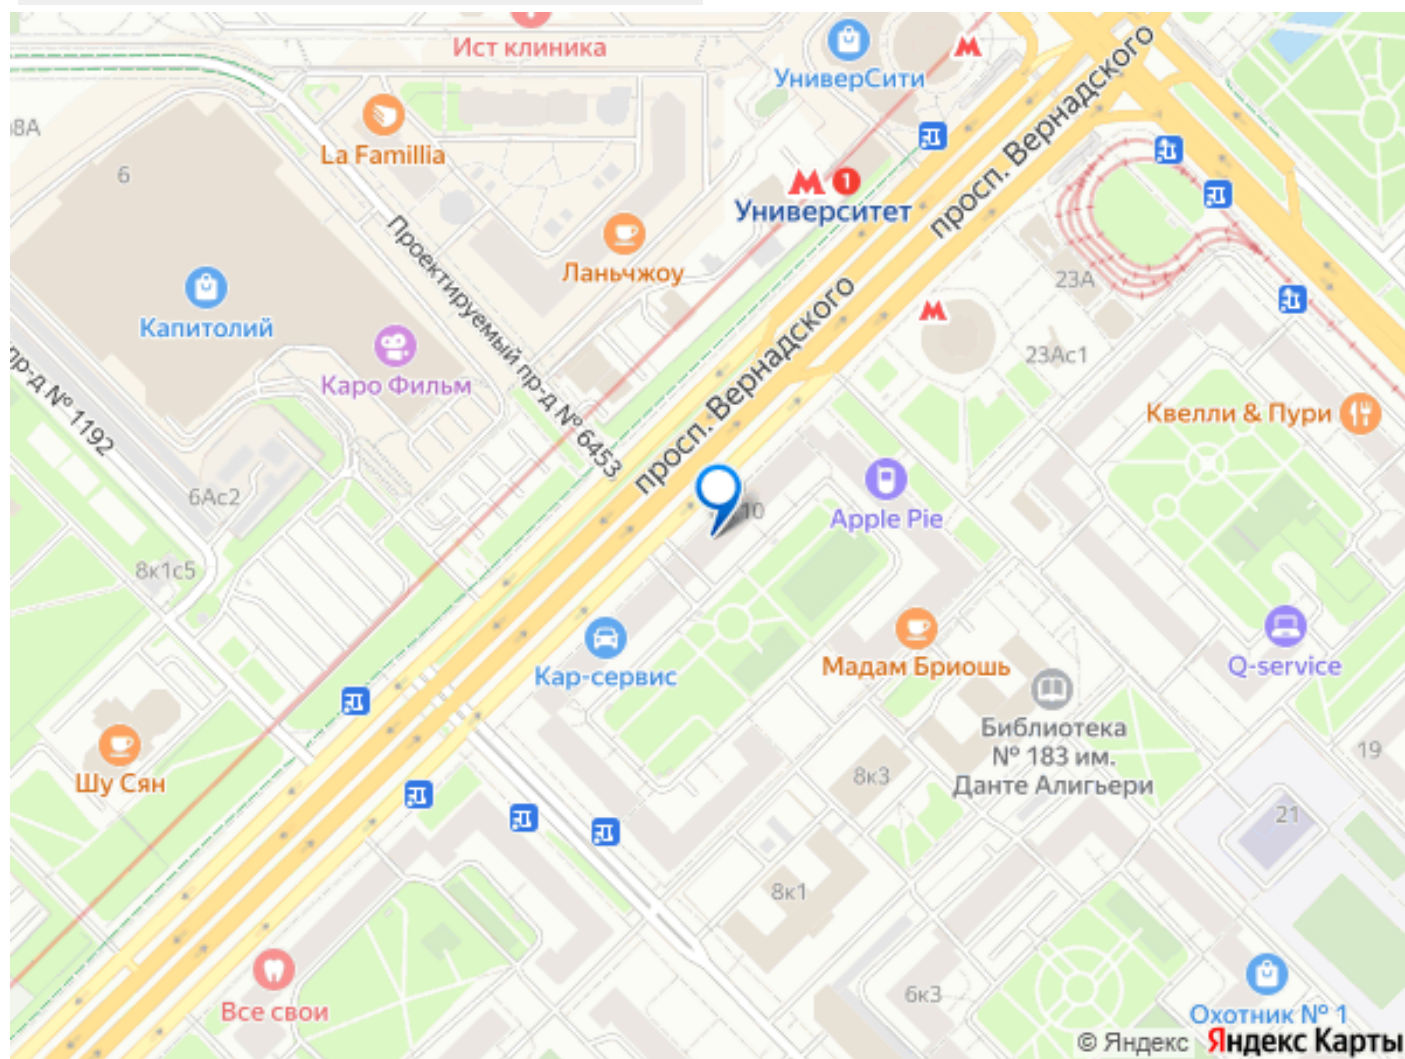 Ист клиника
УниверСити
просп. Вернадского
8А
La Famillia
6
1
Университет
Проектируемый пр-д № 6453
Ланьчжоу
23А
Капитолий
просп. Вернадского
Каро Фильм
23Ас1
пр-д № 1192
Квелли & Пури
6Ас2
10
Apple Pie
8к1с5
Кар-сервис
Мадам Бриошь
Q-service
Библиотека
№ 183 им.
Данте Алигьери
Шу Сян
8к3
19
21
8к1
Все свои
6к3
Охотник № 1
© Яндекс Яндекс Карты